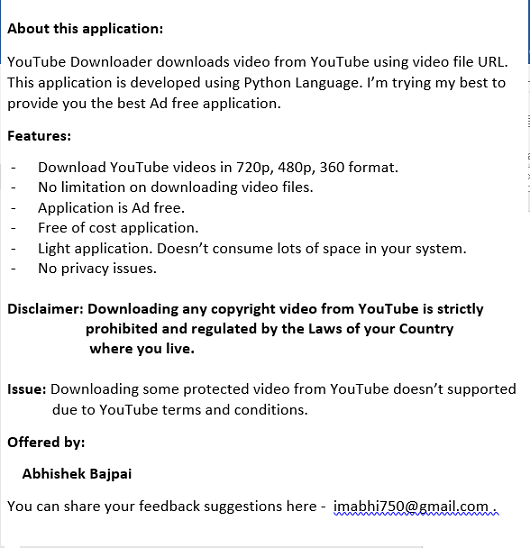 About this application:
YouTube Downloader downloads video from YouTube using video file URL.
This application is developed using Python Language. I'm trying my best to
provide you the best Ad free application.
Features:
- Download YouTube videos in 720p, 480p, 360 format.
- No limitation on downloading video files.
- Application is Ad free.
- Free of cost application.
- Light application. Doesn't consume lots of space in your system.
- No privacy issues.
Disclaimer: Downloading any copyright video from YouTube is strictly
prohibited and regulated by the Laws of your Country
where you live.
Issue: Downloading some protected video from YouTube doesn't supported
due to YouTube terms and conditions.
Offered by:
Abhishek Bajpai
You can share your feedback suggestions here - imabhi750@gmail.com .